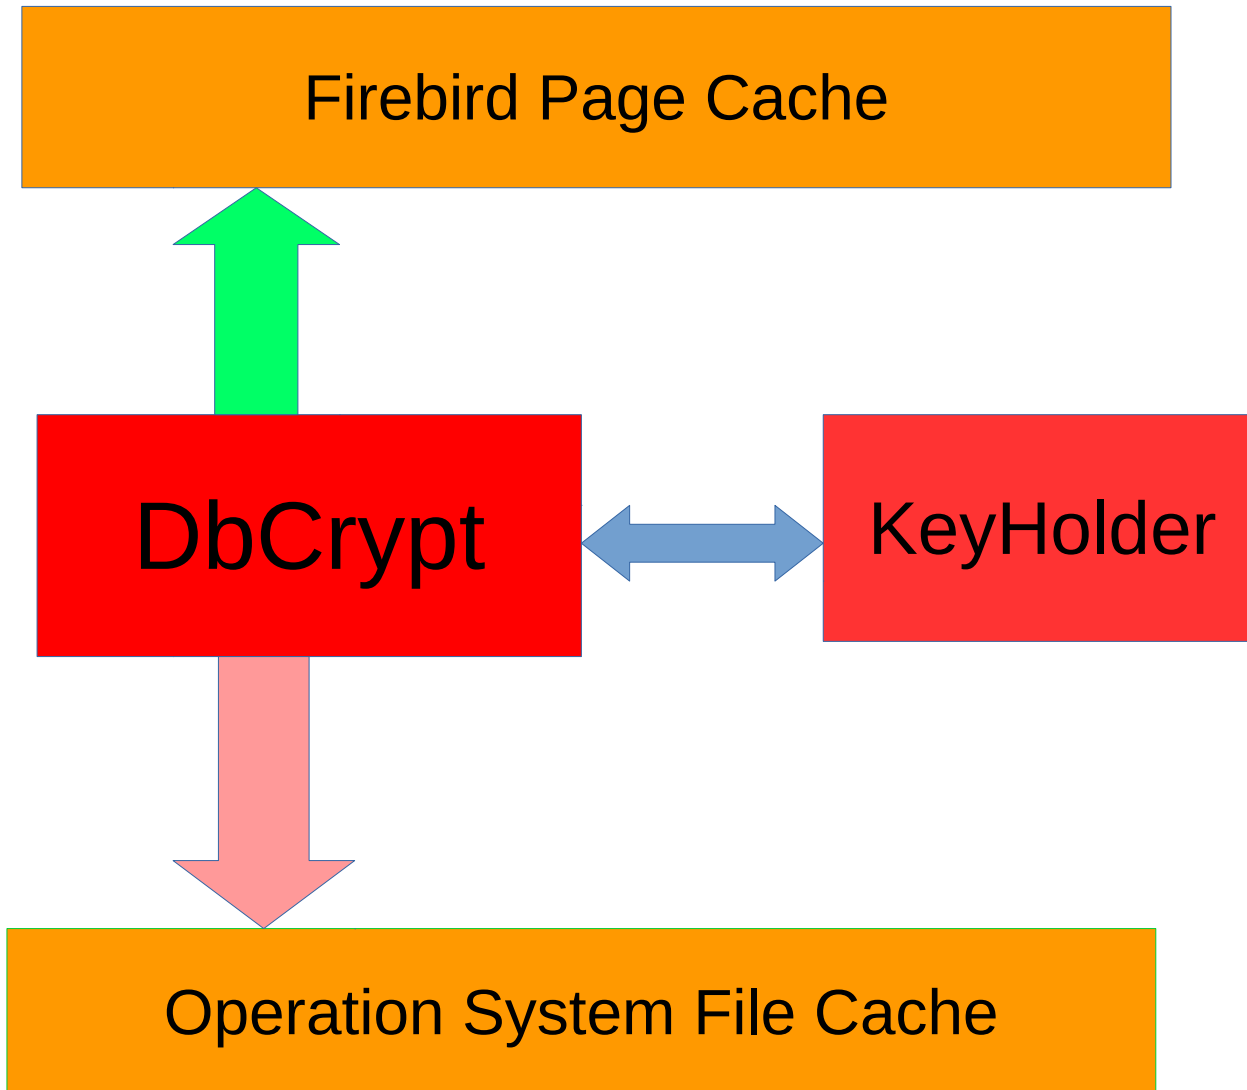 Firebird Page Cache
DbCrypt
KeyHolder
Operation System File Cache